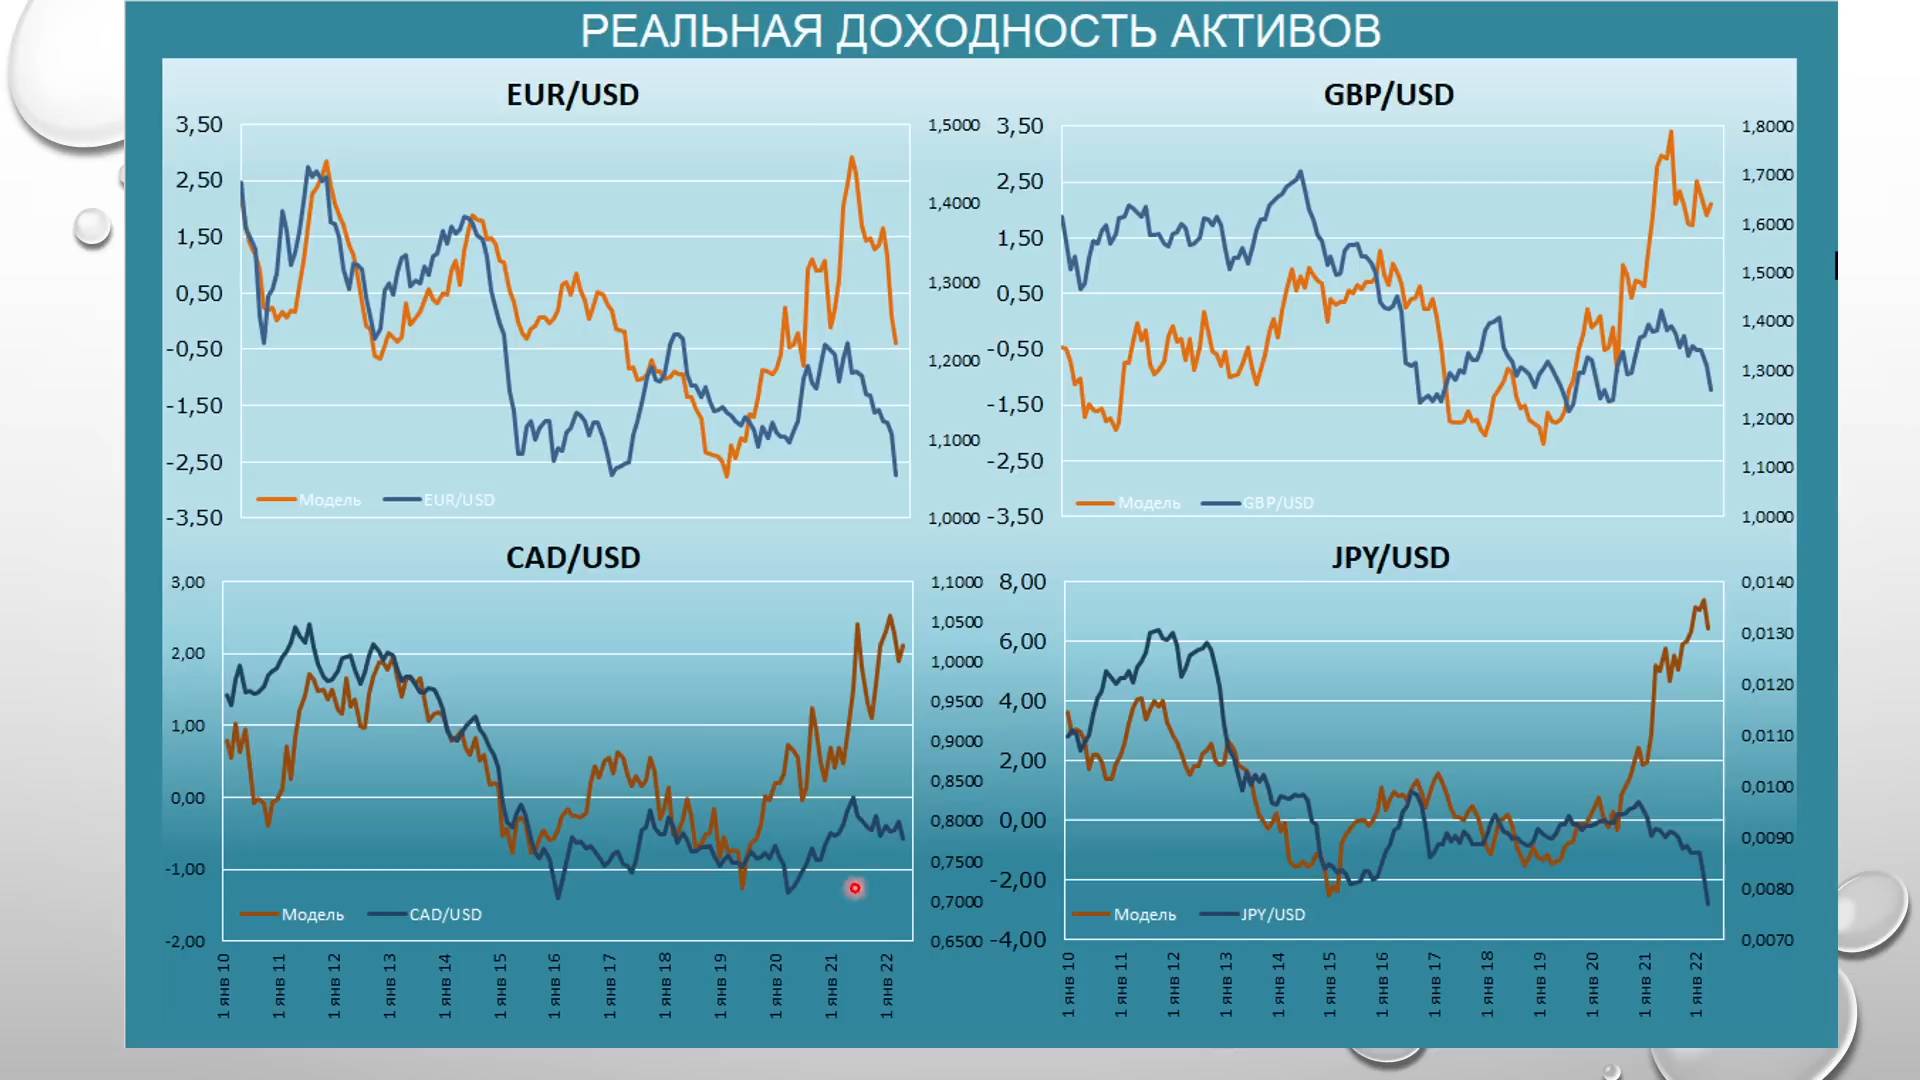 РЕАЛЬНАЯ ДОХОДНОСТЬ АКТИВОВ
EUR/USD
3,50
2,50
1,50
0,50
-0,50
-1,50
-2,50
-3,50
1,5000
1,4000
1,3000
1,2000
1,1000
1,0000
Модель EUR/USD
GBP/USD
3,50
2,50
1,50
0,50
-0,50
-1,50
-2,50
-3,50
1,8000
1,7000
1,6000
1,5000
1,4000
1,3000
1,2000
1,1000
1,0000
Модель GBP/USD
CAD/USD
3,00
2,00
1,00
0,00
-1,00
-2,00
1,1000
1,0500
1,0000
0,9500
0,9000
0,8500
0,8000
0,7500
0,7000
0,6500
Модель CAD/USD
1 янв 10
1 янв 11
1 янв 12
1 янв 13
1 янв 14
1 янв 15
1 янв 16
1 янв 17
1 янв 18
1 янв 19
1 янв 20
1 янв 21
1 янв 22
JPY/USD
8,00
6,00
4,00
2,00
0,00
-2,00
-4,00
0,0140
0,0130
0,0120
0,0110
0,0100
0,0090
0,0080
0,0070
Модель JPY/USD
1 янв 10
1 янв 11
1 янв 12
1 янв 13
1 янв 14
1 янв 15
1 янв 16
1 янв 17
1 янв 18
1 янв 19
1 янв 20
1 янв 21
1 янв 22